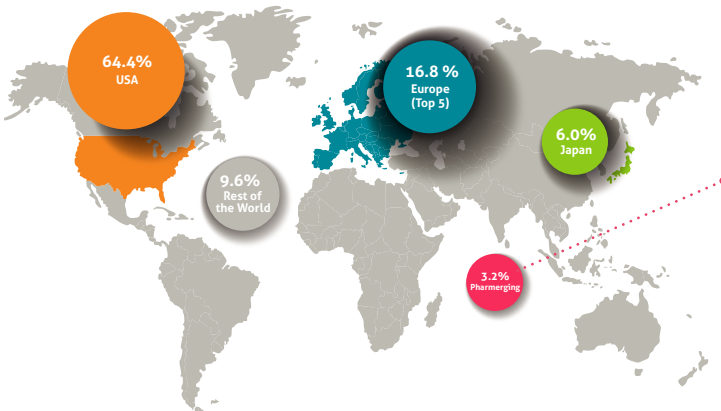 64.4%
USA
16.8 %
Europe
(Top 5)
6.0%
Japan
9.6%
Rest of
the World
3.2%
Pharmerging